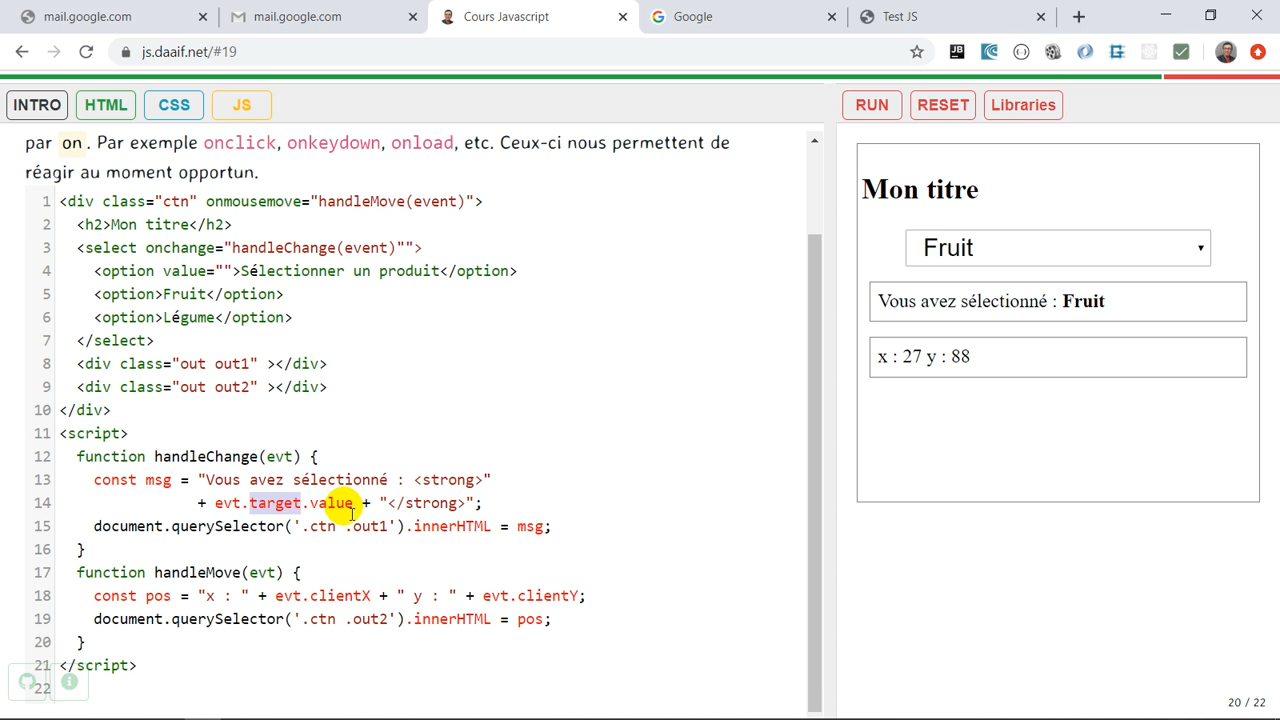 mail.google.com
mail.google.com
Cours Javascript
Google
Test JS
js.daaif.net/#19
INTRO
HTML
CSS
JS
RUN
RESET
Libraries
par on. Par exemple onclick, onkeydown, onload, etc. Ceux-ci nous permettent de
réagir au moment opportun.
1 <div class="ctn" onmousemove="handleMove(event)">
2 <h2>Mon titre</h2>
3 <select onchange="handleChange(event)"">
4 <option value="">Sélectionner un produit</option>
5 <option>Fruit</option>
6 <option>Légume</option>
7 </select>
8 <div class="out out1" ></div>
9 <div class="out out2" ></div>
10 </div>
11 <script>
12 function handleChange(evt) {
13 const msg = "Vous avez sélectionné : <strong>"
14 + evt.target.value + "</strong>";
15 document.querySelector('.ctn .out1').innerHTML = msg;
16 }
17 function handleMove(evt) {
18 const pos = "x : " + evt.clientX + " y : " + evt.clientY;
19 document.querySelector('.ctn .out2').innerHTML = pos;
20 }
21 </script>
22
Mon titre
Fruit
Vous avez sélectionné : Fruit
x : 27 y : 88
20 / 22